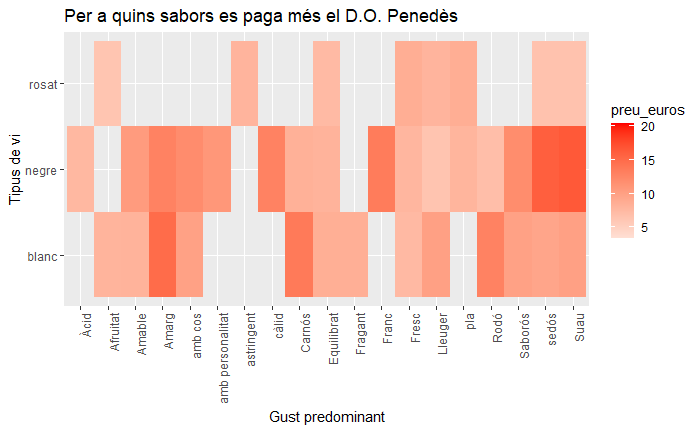 Per a quins sabors es paga més el D.O. Penedès
Tipus de vi
rosat
negre
blanc
Àcid
Afruitat
Amable
Amarg
amb cos
amb personalitat
astringent
càlid
Carnós
Equilibrat
Fragant
Franc
Fresc
Lleuger
pla
Rodó
Saborós
sedós
Suau
Gust predominant
preu_euros
20
15
10
5